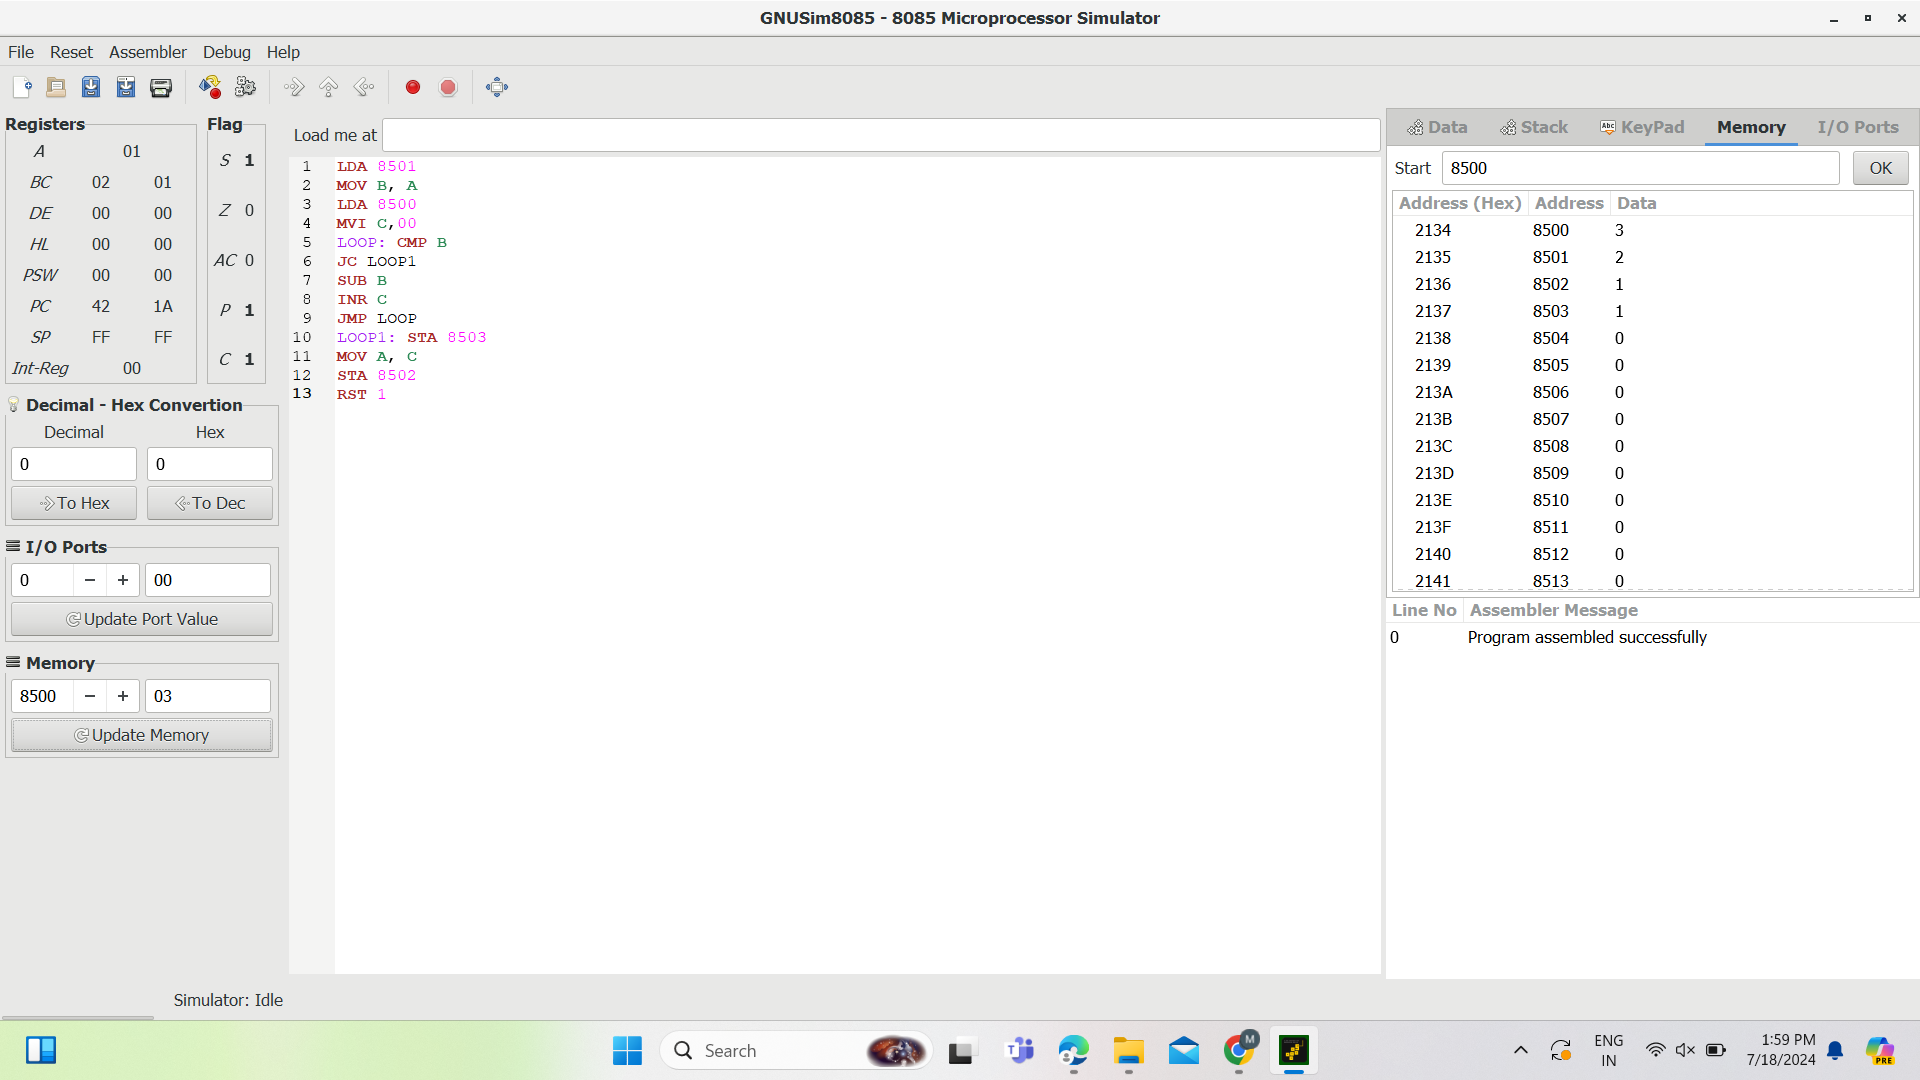 GNUSim8085 - 8085 Microprocessor Simulator
File Reset Assembler Debug Help
Registers
A 01
BC 02 01
DE 00 00
HL 00 00
PSW 00 00
PC 42 1A
SP FF FF
Int-Reg 00
Flag
S 1
Z 0
AC 0
P 1
C 1
Decimal - Hex Convertion
Decimal Hex
0 0
To Hex To Dec
I/O Ports
0 − + 00
Update Port Value
Memory
8500 − + 03
Update Memory
Load me at
1 LDA 8501
2 MOV B, A
3 LDA 8500
4 MVI C,00
5 LOOP: CMP B
6 JC LOOP1
7 SUB B
8 INR C
9 JMP LOOP
10 LOOP1: STA 8503
11 MOV A, C
12 STA 8502
13 RST 1
Data Stack Abc KeyPad Memory I/O Ports
Start 8500 OK
Address (Hex) Address Data
2134 8500 3
2135 8501 2
2136 8502 1
2137 8503 1
2138 8504 0
2139 8505 0
213A 8506 0
213B 8507 0
213C 8508 0
213D 8509 0
213E 8510 0
213F 8511 0
2140 8512 0
2141 8513 0
Line No Assembler Message
0 Program assembled successfully
Simulator: Idle
Search
M
ENG
IN
1:59 PM
7/18/2024
PRE